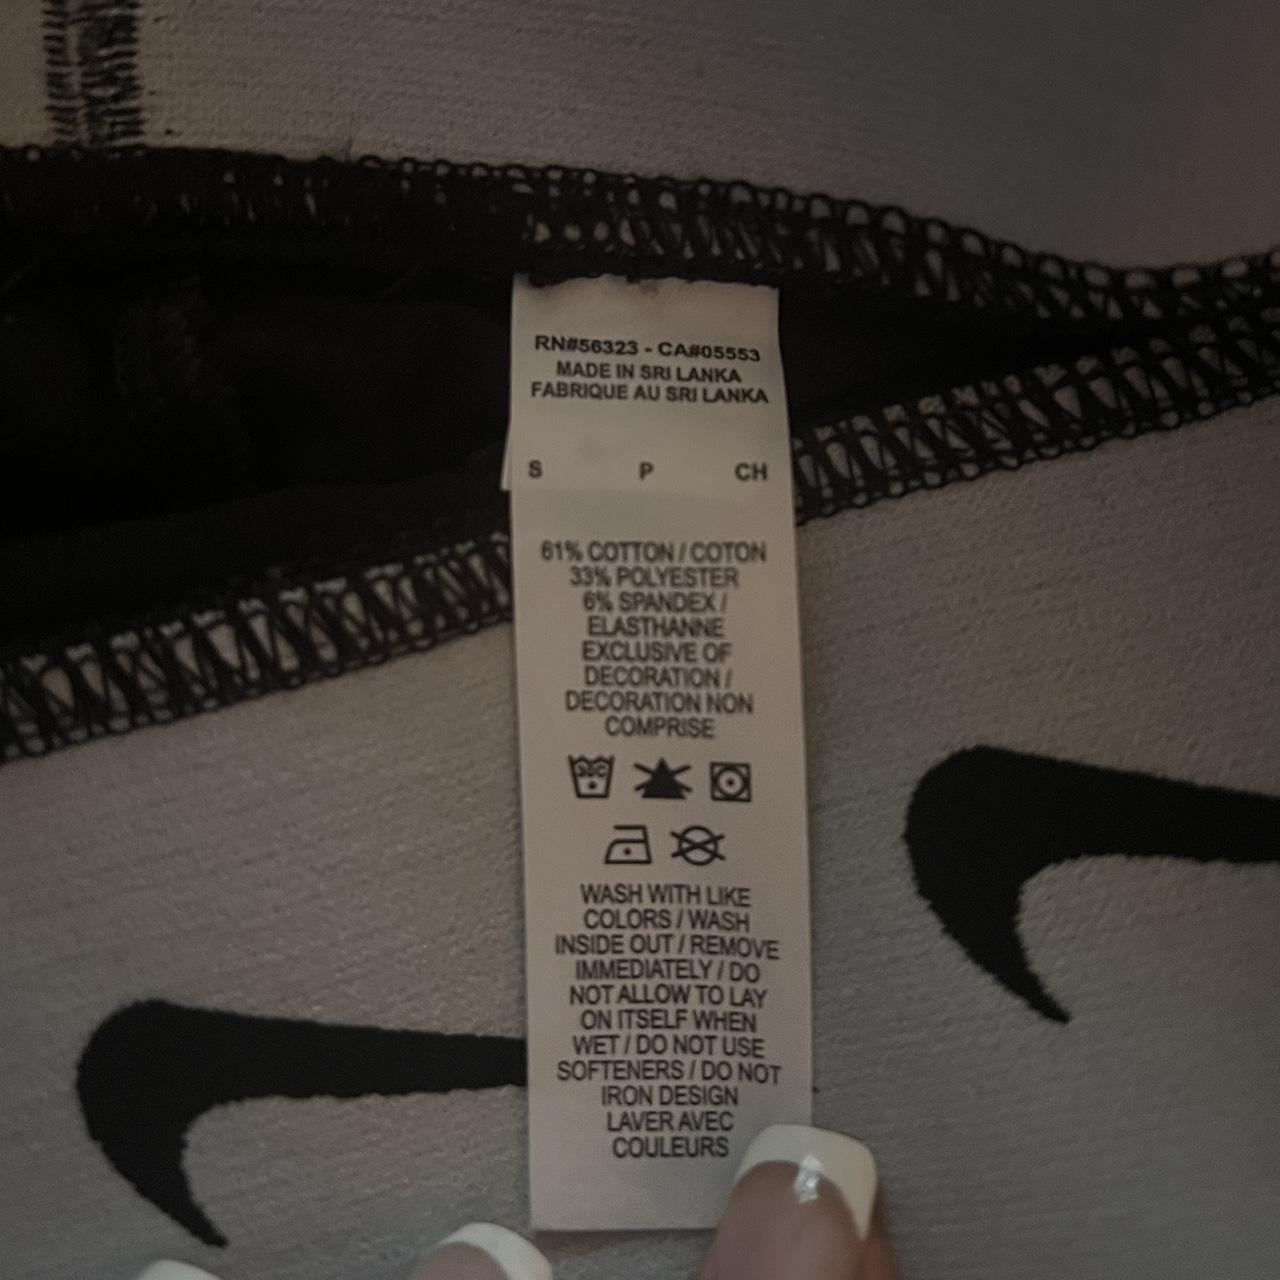 RN#56323 - CA#05553
MADE IN SRI LANKA
FABRIQUE AU SRI LANKA
S P CH
61% COTTON / COTON
33% POLYESTER
6% SPANDEX /
ELASTHANNE
EXCLUSIVE OF
DECORATION /
DECORATION NON
COMPRISE
30C
WASH WITH LIKE
COLORS / WASH
INSIDE OUT / REMOVE
IMMEDIATELY / DO
NOT ALLOW TO LAY
ON ITSELF WHEN
WET / DO NOT USE
SOFTENERS / DO NOT
IRON DESIGN
LAVER AVEC
COULEURS